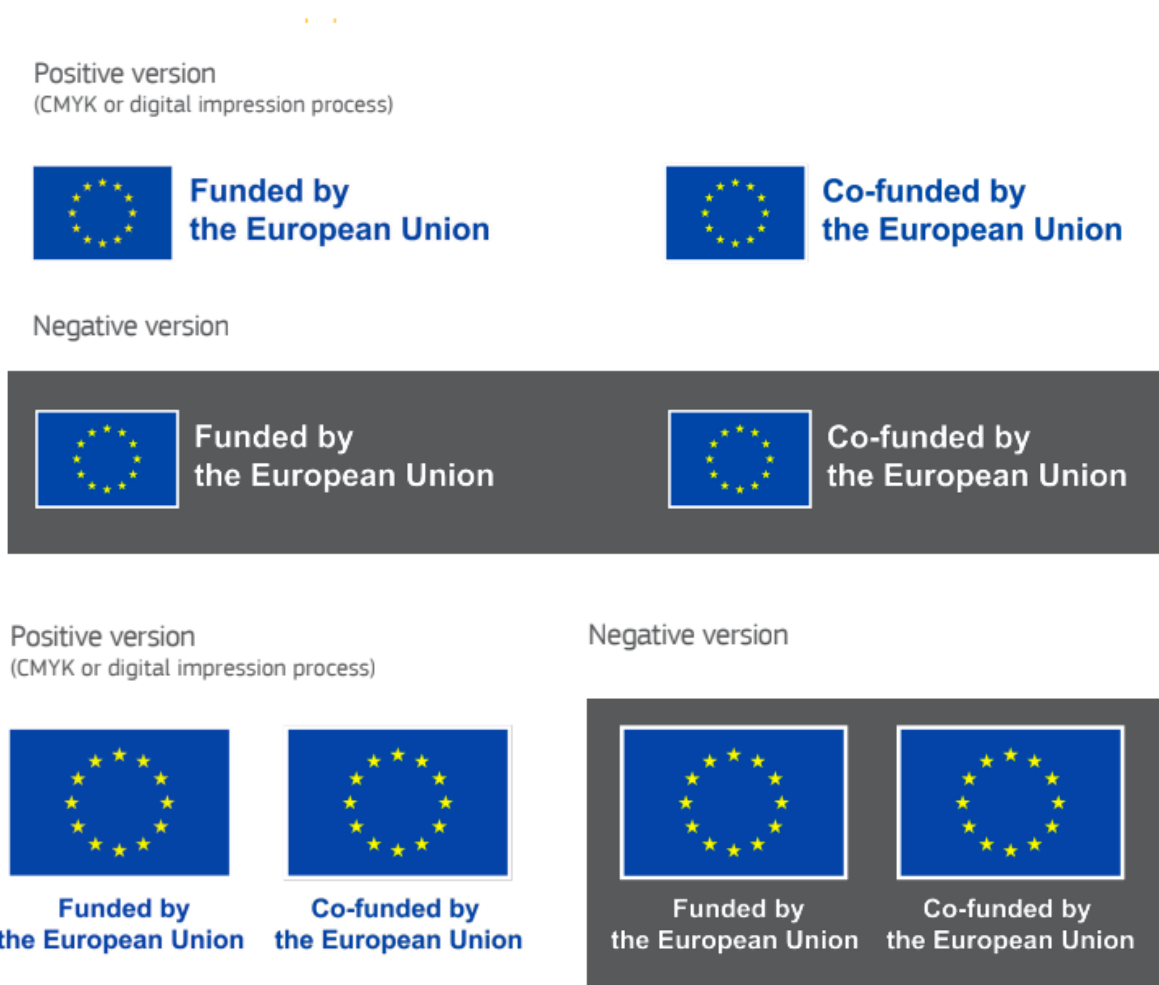 Positive version
(CMYK or digital impression process)
Funded by
the European Union
Co-funded by
the European Union
Negative version
Funded by
the European Union
Co-funded by
the European Union
Positive version
(CMYK or digital impression process)
Negative version
Funded by
the European Union
Co-funded by
the European Union
Funded by
the European Union
Co-funded by
the European Union